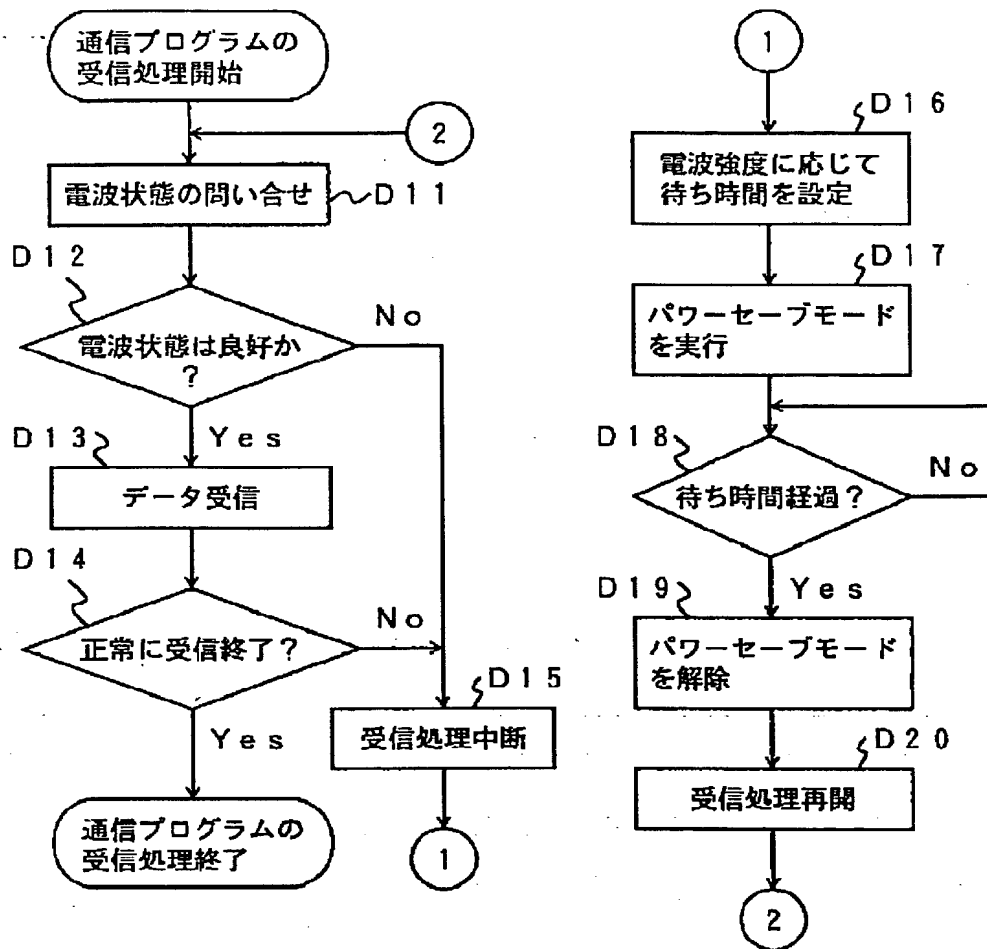 通信プログラムの
受信処理開始
2
電波状態の問い合せ
D11
D12
電波状態は良好か
?
No
Yes
D13
データ受信
D14
正常に受信終了?
No
Yes
D15
受信処理中断
通信プログラムの
受信処理終了
1
1
D16
電波強度に応じて
待ち時間を設定
D17
パワーセーブモード
を実行
D18
待ち時間経過?
No
Yes
D19
パワーセーブモード
を解除
D20
受信処理再開
2